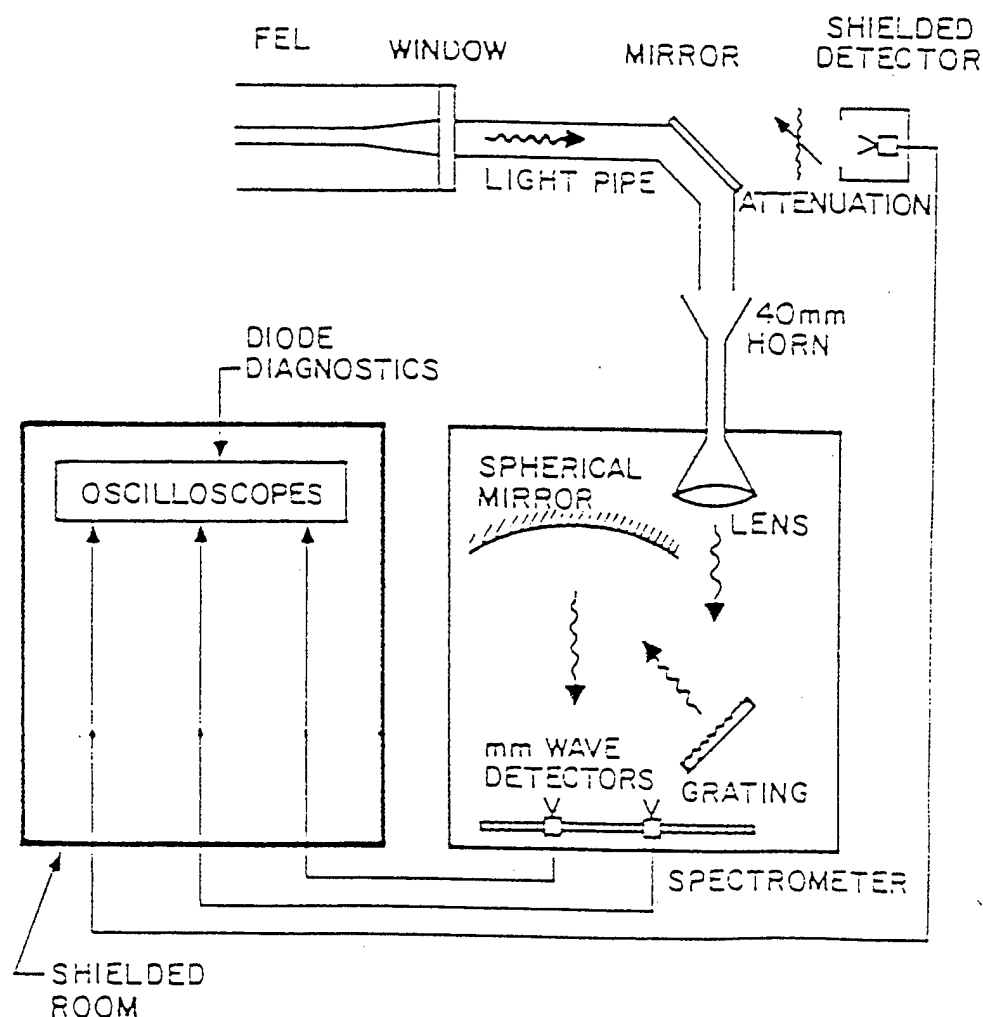 FEL
WINDOW
MIRROR
SHIELDED
DETECTOR
LIGHT PIPE
ATTENUATION
40mm
HORN
DIODE
DIAGNOSTICS
OSCILLOSCOPES
SPHERICAL
MIRROR
LENS
mm WAVE
DETECTORS
GRATING
SPECTROMETER
SHIELDED
ROOM